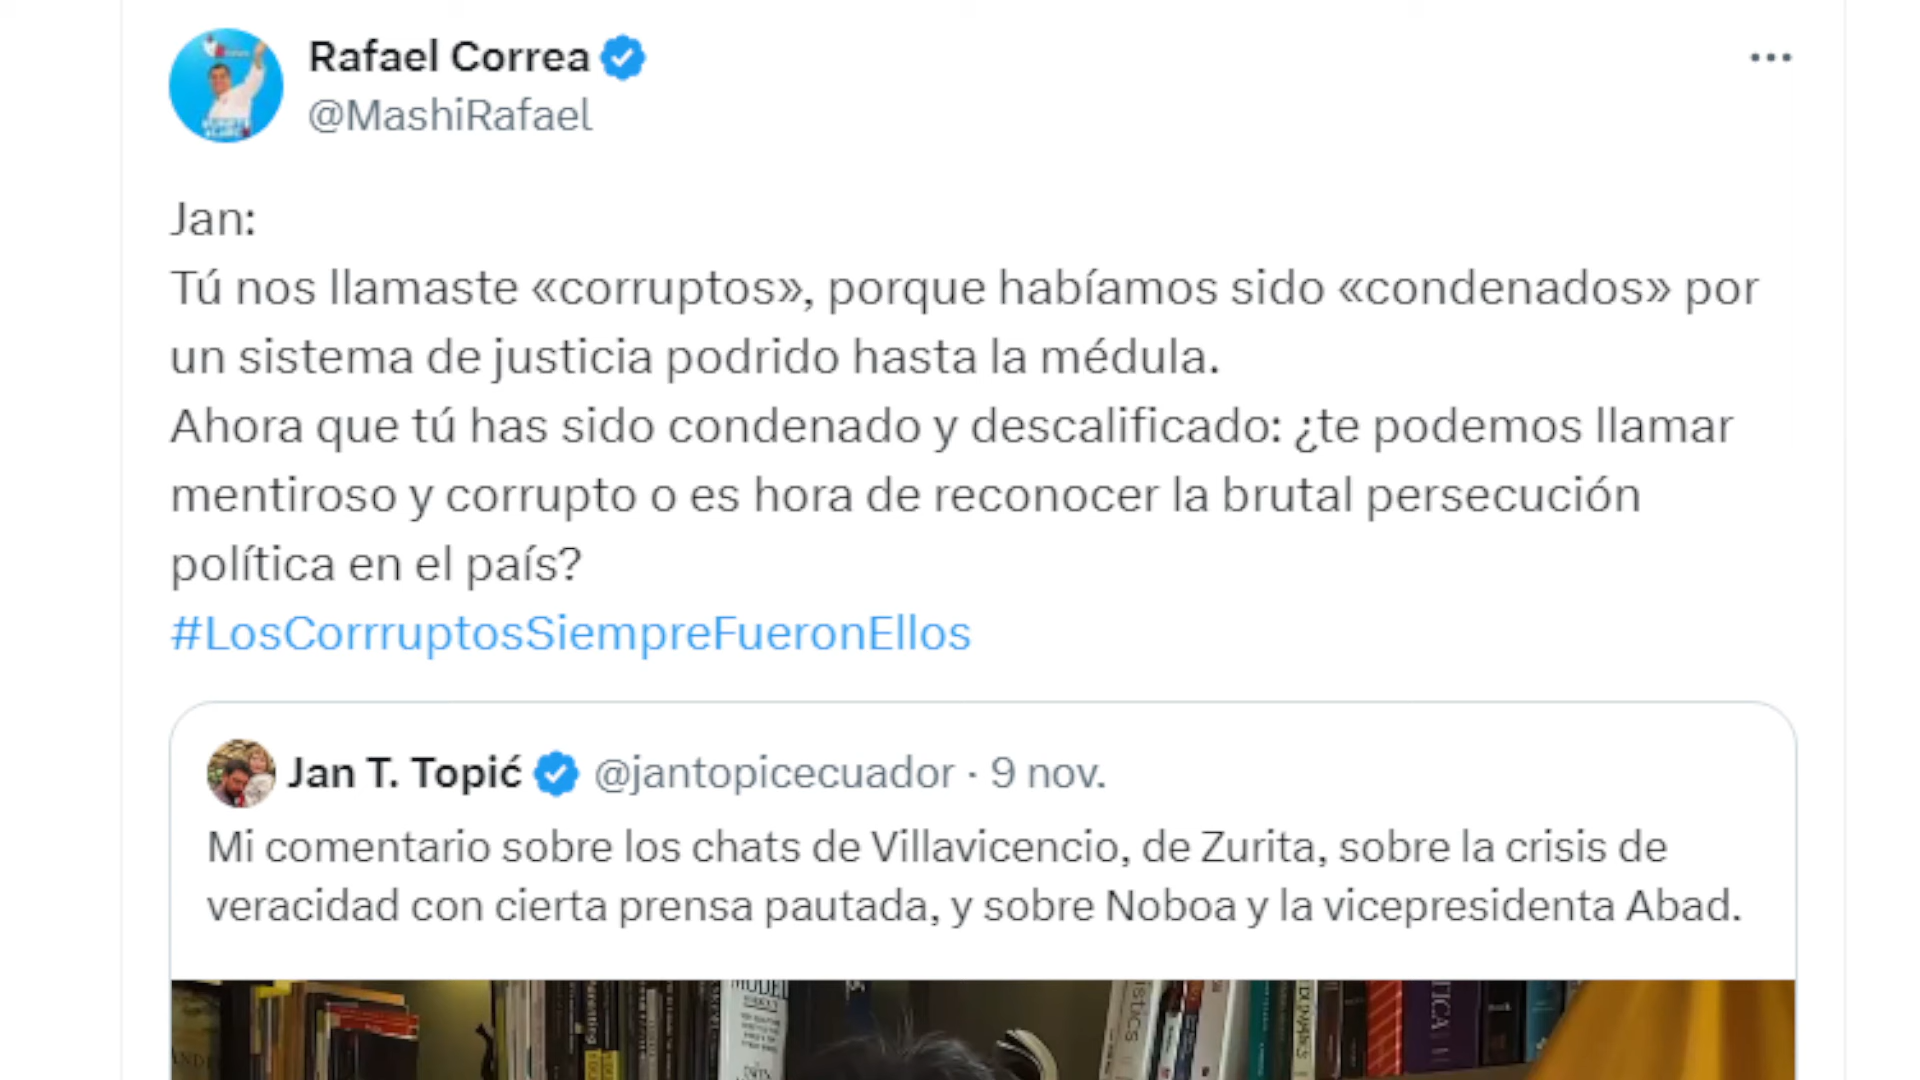 Rafael Correa
@MashiRafael
Jan:
Tú nos llamaste «corruptos», porque habíamos sido «condenados» por
un sistema de justicia podrido hasta la médula.
Ahora que tú has sido condenado y descalificado: ¿te podemos llamar
mentiroso y corrupto o es hora de reconocer la brutal persecución
política en el país?
#LosCorrruptosSiempreFueronEllos
Jan T. Topić @jantopicecuador · 9 nov.
Mi comentario sobre los chats de Villavicencio, de Zurita, sobre la crisis de
veracidad con cierta prensa pautada, y sobre Noboa y la vicepresidenta Abad.